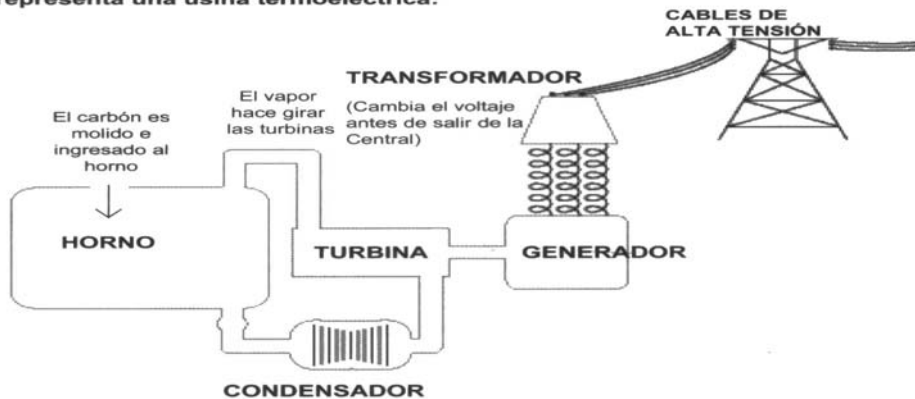 representa una usina termoeléctrica.
CABLES DE
ALTA TENSIÓN
TRANSFORMADOR
(Cambia el voltaje
antes de salir de la
Central)
El vapor
hace girar
las turbinas
El carbón es
molido e
ingresado al
horno
HORNO
TURBINA
GENERADOR
CONDENSADOR